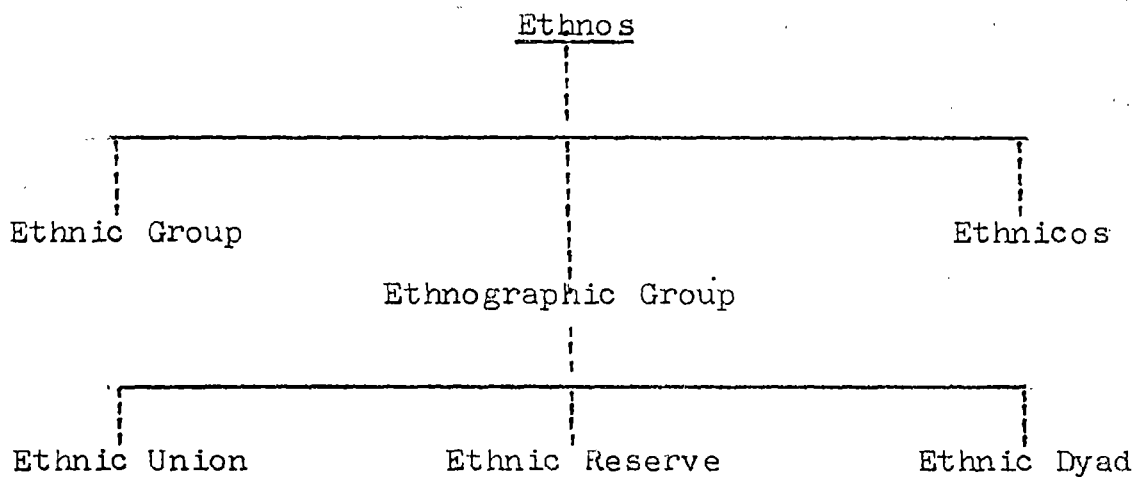 Ethnos
Ethnic Group Ethnicos
Ethnographic Group
Ethnic Union Ethnic Reserve Ethnic Dyad